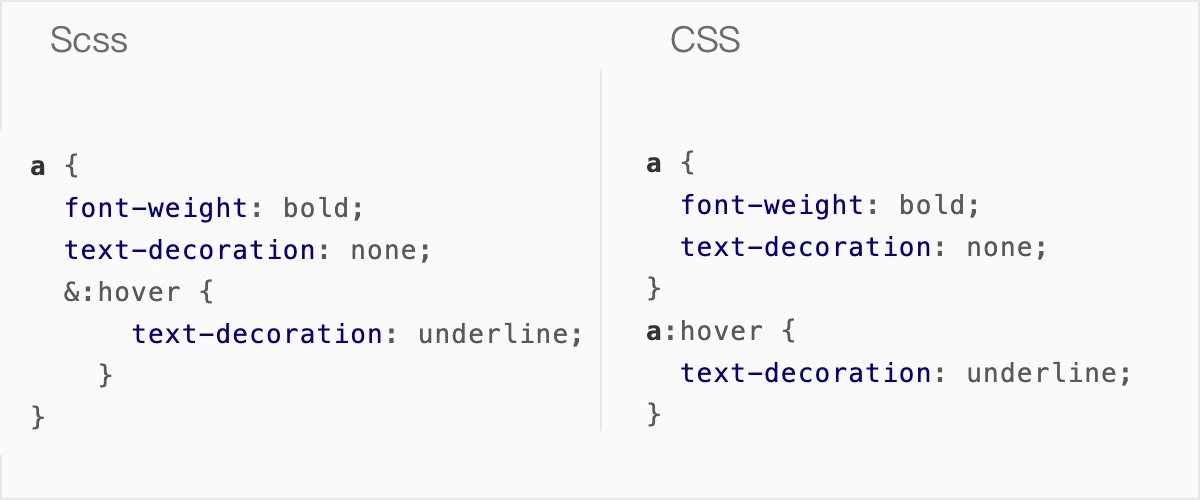 Scss
a {
  font-weight: bold;
  text-decoration: none;
  &:hover {
      text-decoration: underline;
    }
}
CSS
a {
  font-weight: bold;
  text-decoration: none;
}
a:hover {
  text-decoration: underline;
}